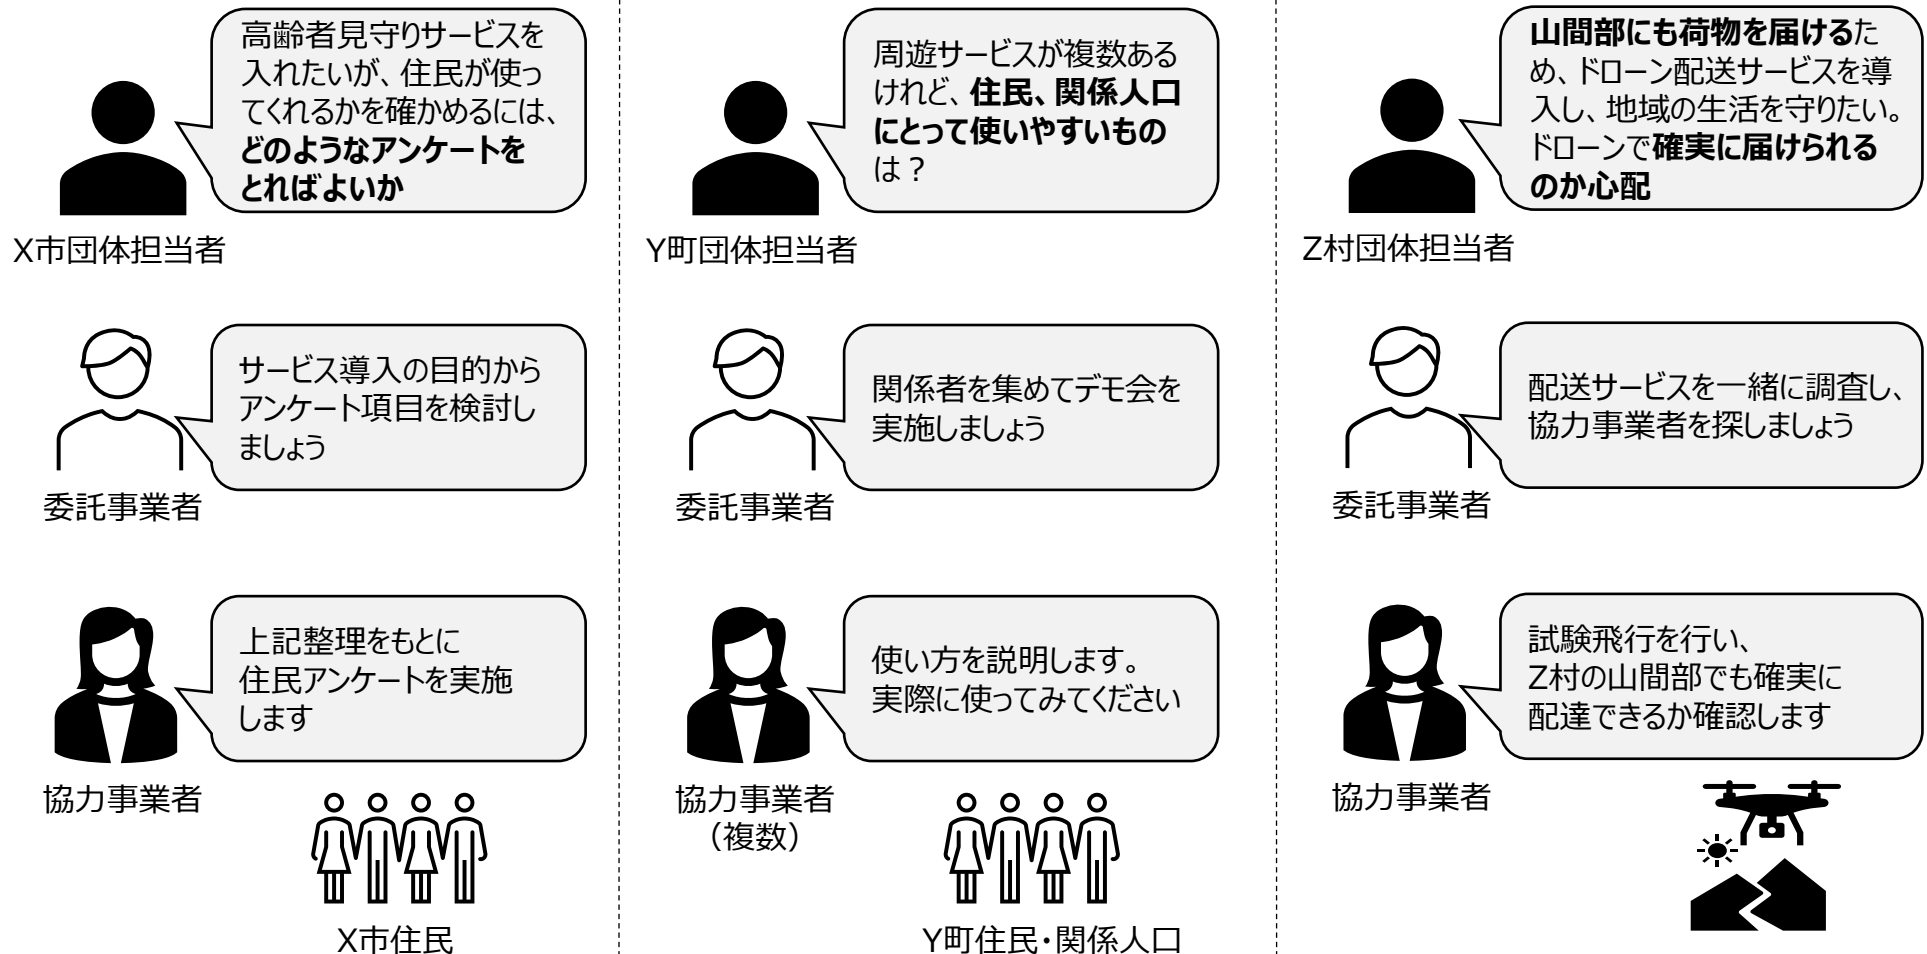 高齢者見守りサービスを
入れたいが、住民が使っ
てくれるかを確かめるには、
どのようなアンケートを
とればよいか
X市団体担当者
サービス導入の目的から
アンケート項目を検討し
ましょう
委託事業者
上記整理をもとに
住民アンケートを実施
します
協力事業者
X市住民
周遊サービスが複数ある
けれど、住民、関係人口
にとって使いやすいもの
は？
Y町団体担当者
関係者を集めてデモ会を
実施しましょう
委託事業者
使い方を説明します。
実際に使ってみてください
協力事業者
（複数）
Y町住民・関係人口
山間部にも荷物を届けるた
め、ドローン配送サービスを導
入し、地域の生活を守りたい。
ドローンで確実に届けられる
のか心配
Z村団体担当者
配送サービスを一緒に調査し、
協力事業者を探しましょう
委託事業者
試験飛行を行い、
Z村の山間部でも確実に
配達できるか確認します
協力事業者